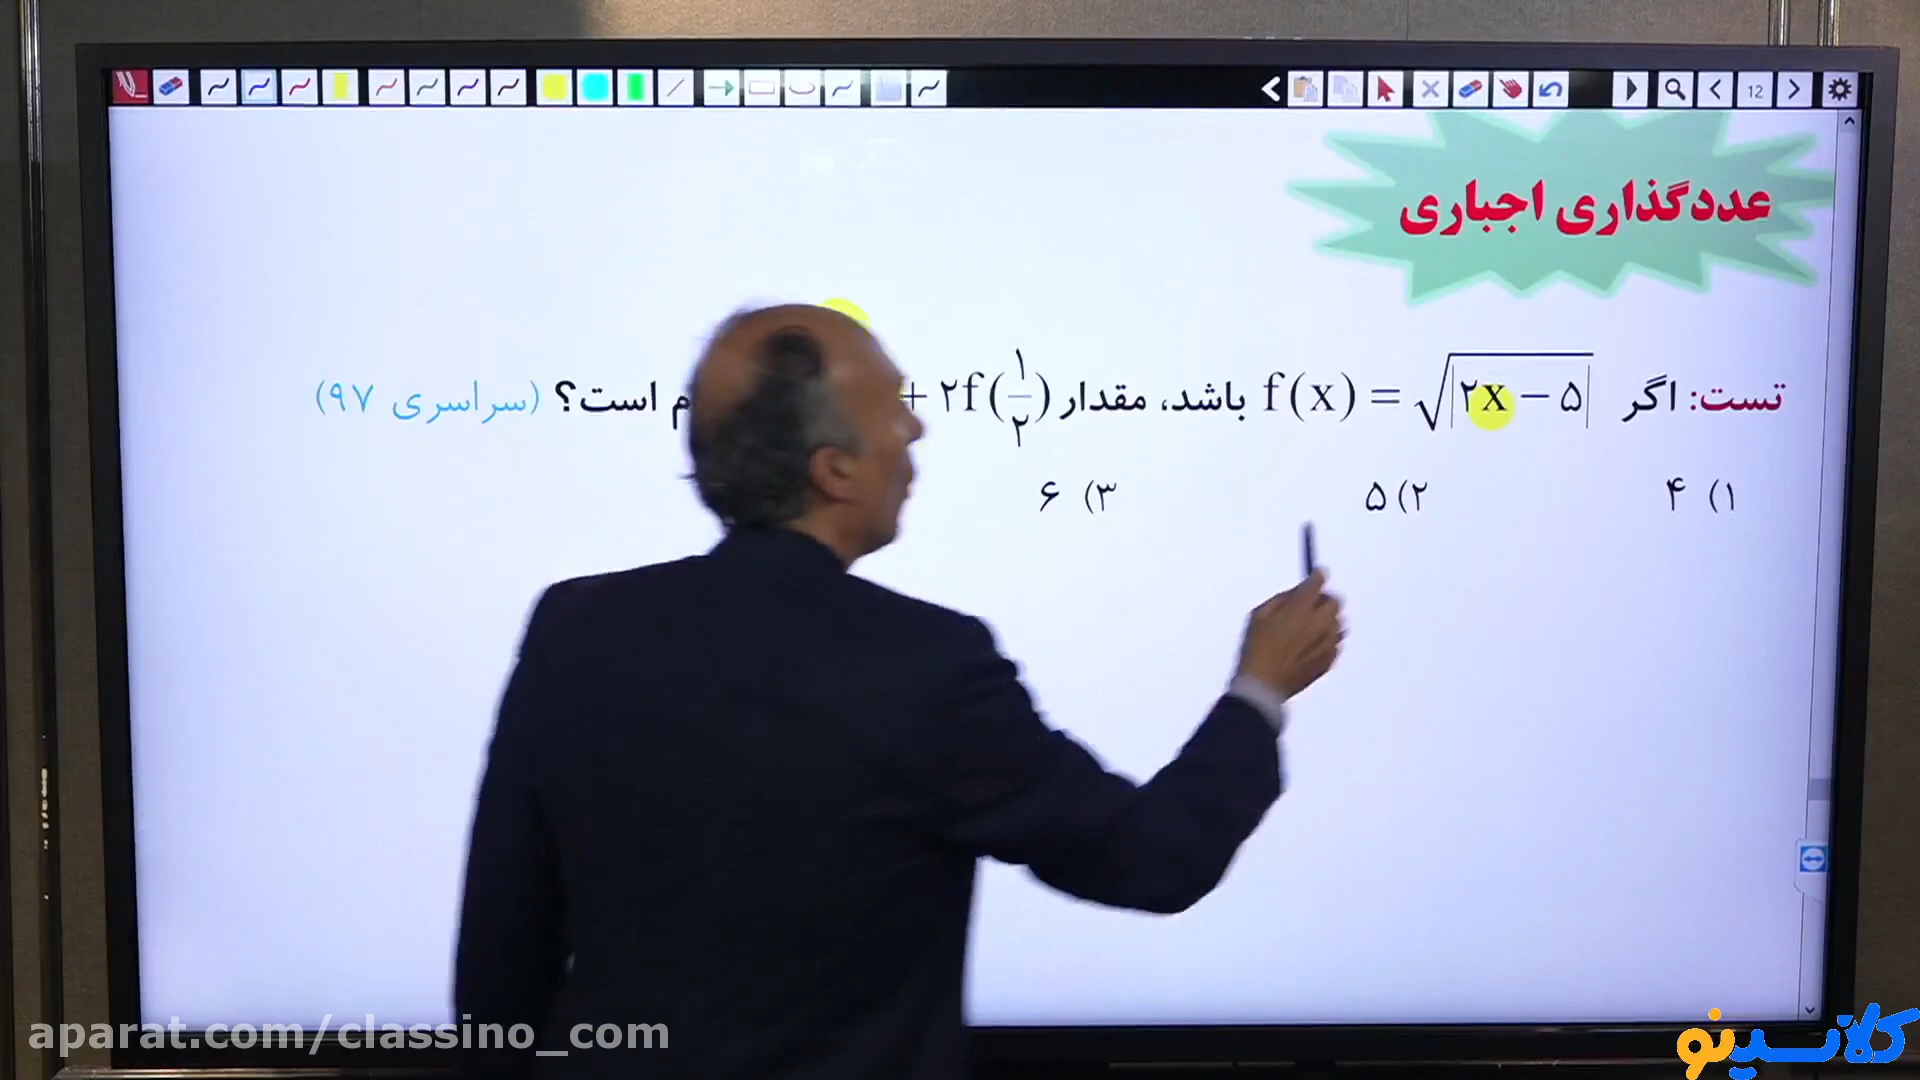 12
عددگذاری اجباری
تست: اگر f(x) = √|۲x − ۵| باشد، مقدار ۲f(۱/۲) + م است؟ (سراسری ۹۷)
۱) ۴ ۲) ۵ ۳) ۶
aparat.com/classino_com
کلاسینو